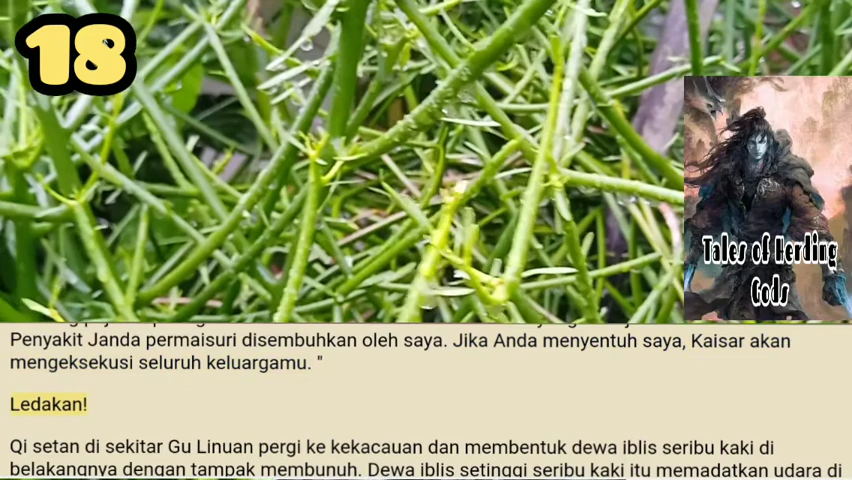 18
Tales of Herding
Gods
Penyakit Janda permaisuri disembuhkan oleh saya. Jika Anda menyentuh saya, Kaisar akan
mengeksekusi seluruh keluargamu. "
Ledakan!
Qi setan di sekitar Gu Linuan pergi ke kekacauan dan membentuk dewa iblis seribu kaki di
belakangnya dengan tampak membunuh. Dewa iblis setinggi seribu kaki itu memadatkan udara di